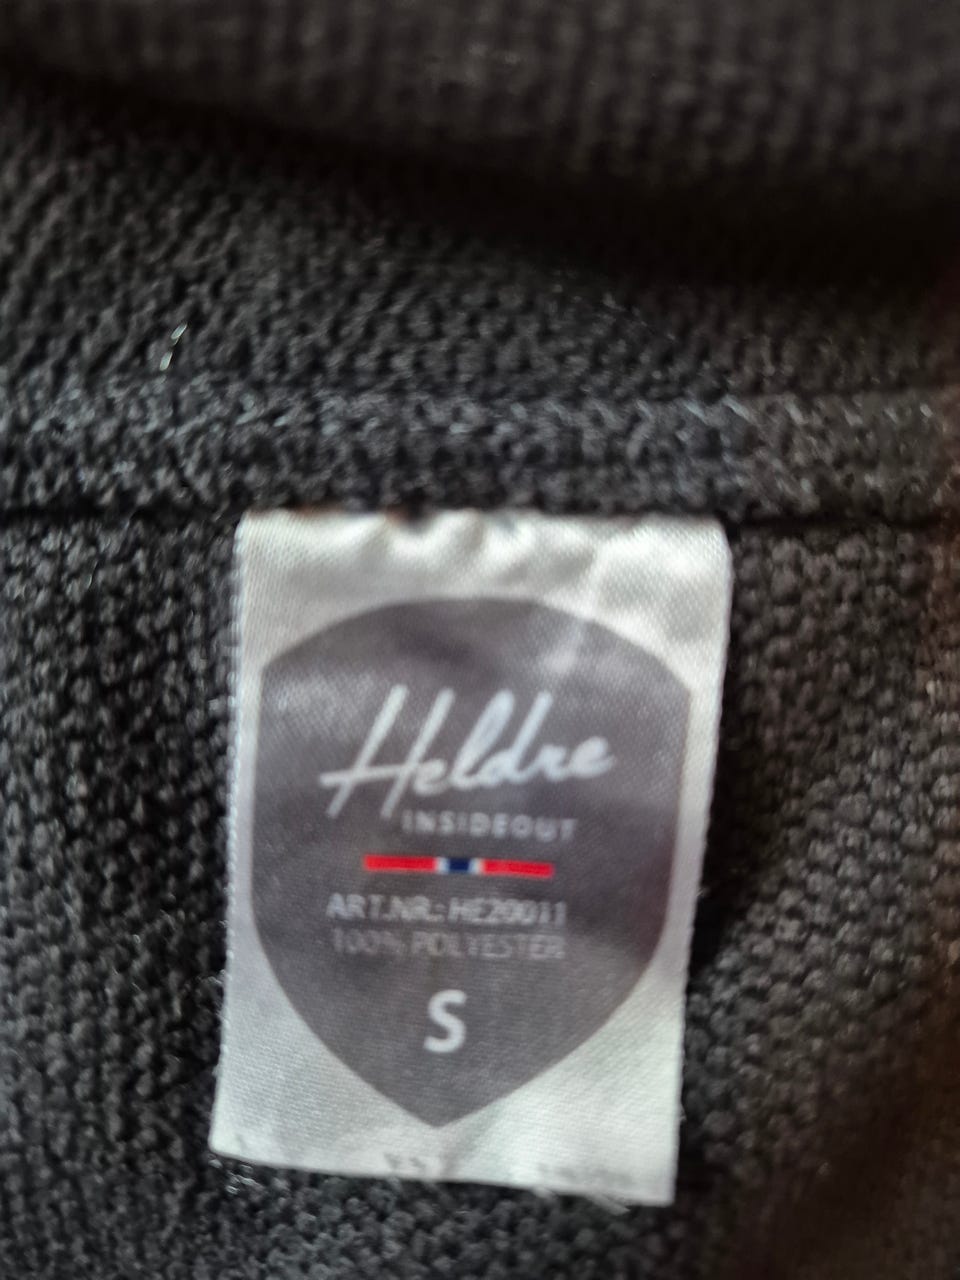 Heldre
INSIDEOUT
ART.NR.: HE29011
100% POLYESTER
S